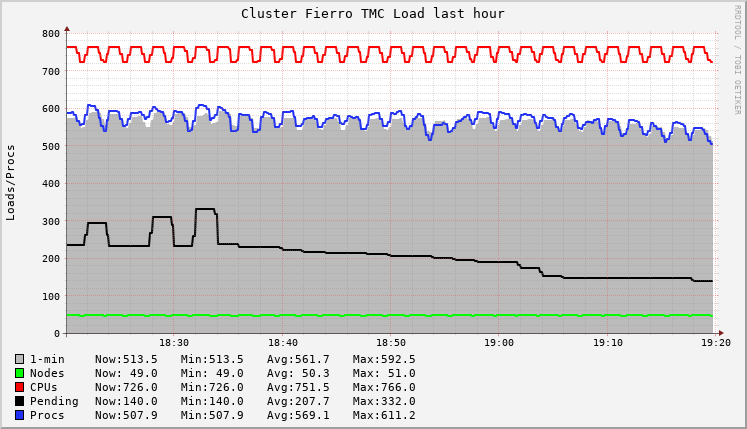 Cluster Fierro TMC Load last hour
RRDTOOL / TOBI OETIKER
Loads/Procs
800
700
600
500
400
300
200
100
0
18:30 18:40 18:50 19:00 19:10 19:20
1-min Now:513.5 Min:513.5 Avg:561.7 Max:592.5
Nodes Now: 49.0 Min: 49.0 Avg: 50.3 Max: 51.0
CPUs Now:726.0 Min:726.0 Avg:751.5 Max:766.0
Pending Now:140.0 Min:140.0 Avg:207.7 Max:332.0
Procs Now:507.9 Min:507.9 Avg:569.1 Max:611.2